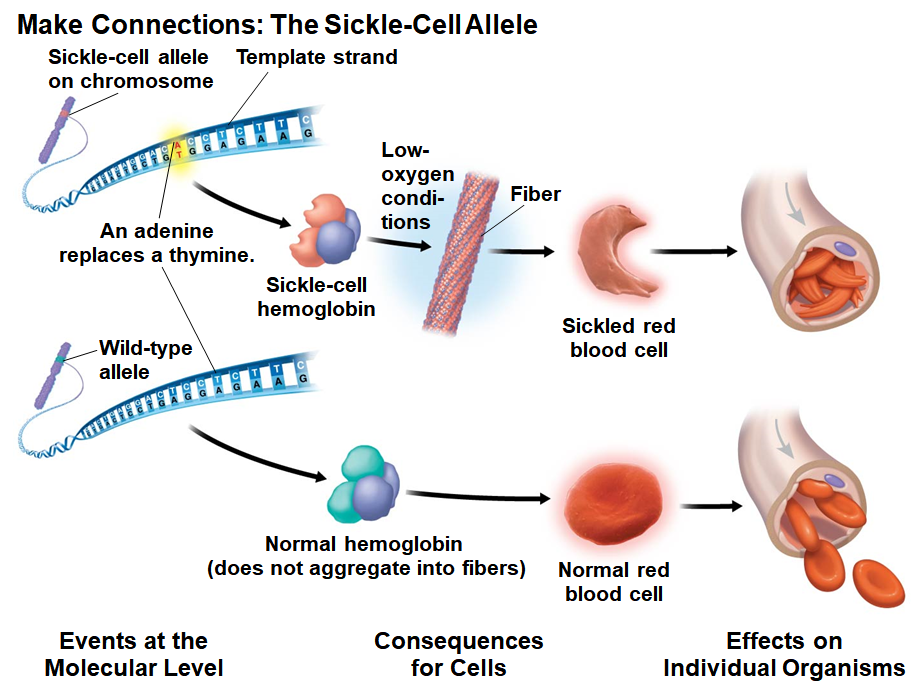 Make Connections: The Sickle-Cell Allele
Sickle-cell allele
on chromosome
Template strand
A C C T C T T C
T G G A G A A G
An adenine
replaces a thymine.
Sickle-cell
hemoglobin
Low-
oxygen
condi-
tions
Fiber
Sickled red
blood cell
Wild-type
allele
T C C T C T T C
G A G A A G
Normal hemoglobin
(does not aggregate into fibers)
Normal red
blood cell
Events at the
Molecular Level
Consequences
for Cells
Effects on
Individual Organisms